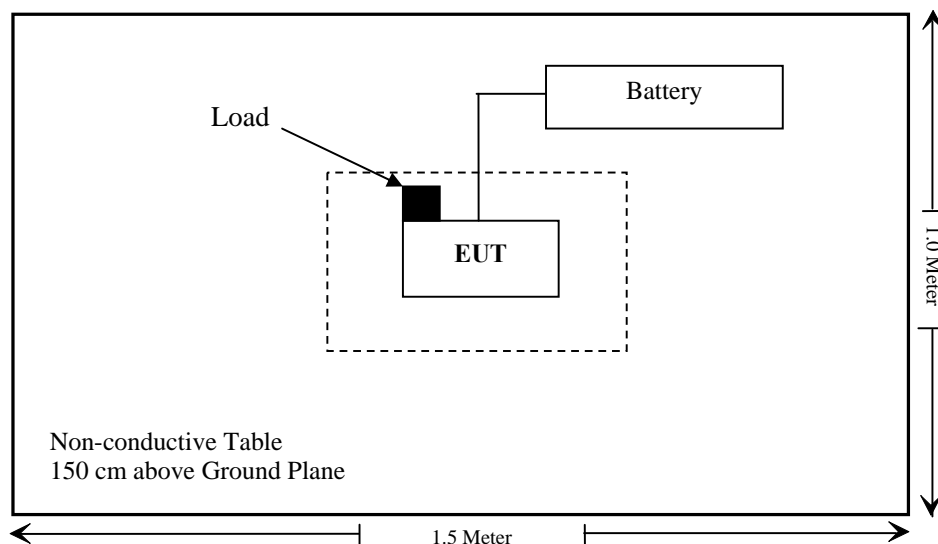 Battery
Load
EUT
1.0 Meter
Non-conductive Table
150 cm above Ground Plane
1.5 Meter